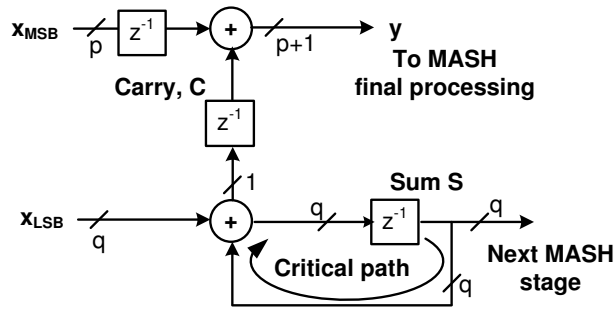 x_MSB
p
z⁻¹
+
p+1
y
To MASH
final processing
Carry, C
z⁻¹
1
Sum S
x_LSB
q
+
q
z⁻¹
q
Critical path
q
Next MASH
stage